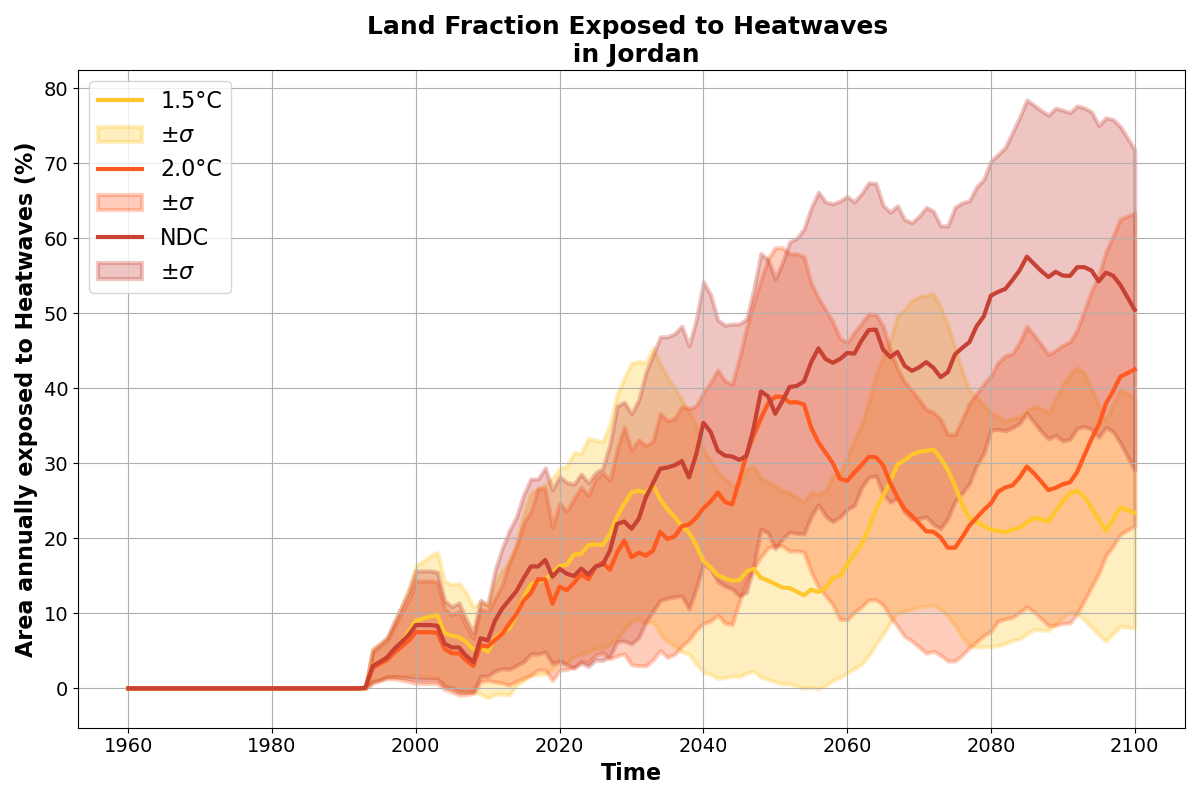 Land Fraction Exposed to Heatwaves
in Jordan
Area annually exposed to Heatwaves (%)
80
70
60
50
40
30
20
10
0
1.5°C
±σ
2.0°C
±σ
NDC
±σ
1960 1980 2000 2020 2040 2060 2080 2100
Time